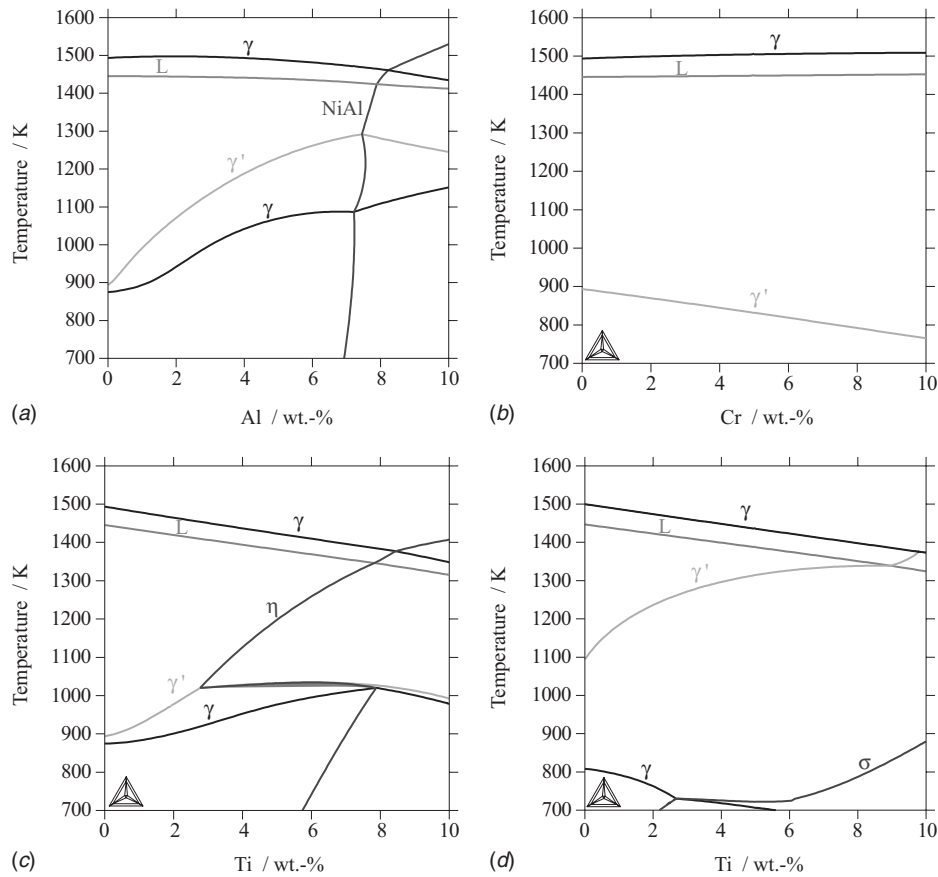 1600
1500
1400
1300
1200
1100
1000
900
800
700
Temperature / K
γ
L
NiAl
γ'
γ
0 2 4 6 8 10
(a) Al / wt.-%
1600
1500
1400
1300
1200
1100
1000
900
800
700
Temperature / K
γ
L
γ'
0 2 4 6 8 10
(b) Cr / wt.-%
1600
1500
1400
1300
1200
1100
1000
900
800
700
Temperature / K
γ
L
η
γ'
γ
0 2 4 6 8 10
(c) Ti / wt.-%
1600
1500
1400
1300
1200
1100
1000
900
800
700
Temperature / K
γ
L
γ'
γ
σ
0 2 4 6 8 10
(d) Ti / wt.-%